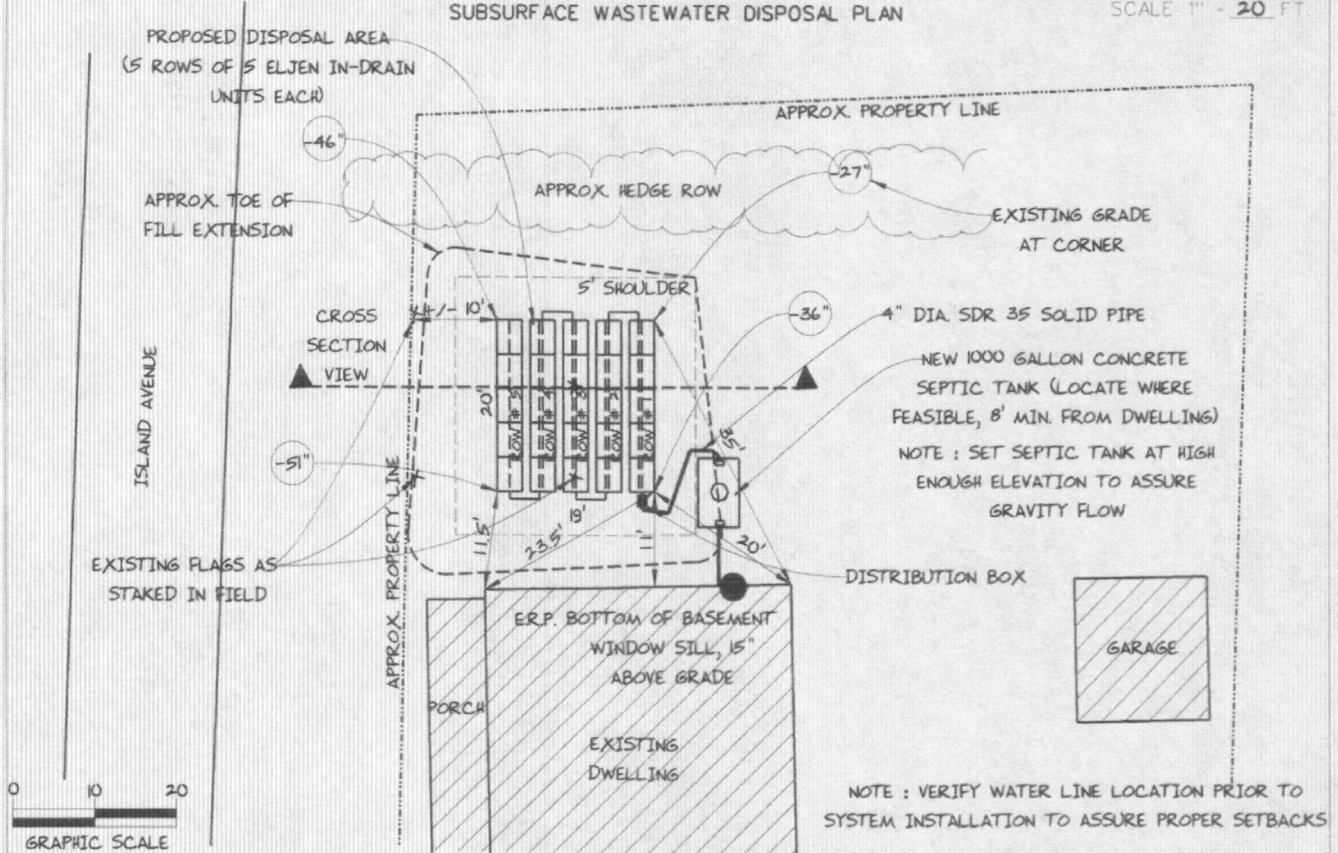 SUBSURFACE WASTEWATER DISPOSAL PLAN
SCALE 1" - 20 FT.
PROPOSED DISPOSAL AREA
(5 ROWS OF 5 ELJEN IN-DRAIN
UNITS EACH)
APPROX. PROPERTY LINE
-46"
-27"
APPROX. HEDGE ROW
APPROX. TOE OF
FILL EXTENSION
EXISTING GRADE
AT CORNER
5' SHOULDER
+/- 10'
-36"
4" DIA. SDR 35 SOLID PIPE
CROSS
SECTION
VIEW
NEW 1000 GALLON CONCRETE
SEPTIC TANK (LOCATE WHERE
FEASIBLE, 8' MIN. FROM DWELLING)
ISLAND AVENUE
20'
ROW # 5
ROW # 4
ROW # 3
ROW # 2
ROW # 1
-51"
NOTE : SET SEPTIC TANK AT HIGH
ENOUGH ELEVATION TO ASSURE
GRAVITY FLOW
APPROX. PROPERTY LINE
19'
11.5'
23.5'
11'
20'
EXISTING FLAGS AS
STAKED IN FIELD
DISTRIBUTION BOX
E.R.P. BOTTOM OF BASEMENT
WINDOW SILL, 15"
ABOVE GRADE
GARAGE
PORCH
EXISTING
DWELLING
0 10 20
GRAPHIC SCALE
NOTE : VERIFY WATER LINE LOCATION PRIOR TO
SYSTEM INSTALLATION TO ASSURE PROPER SETBACKS